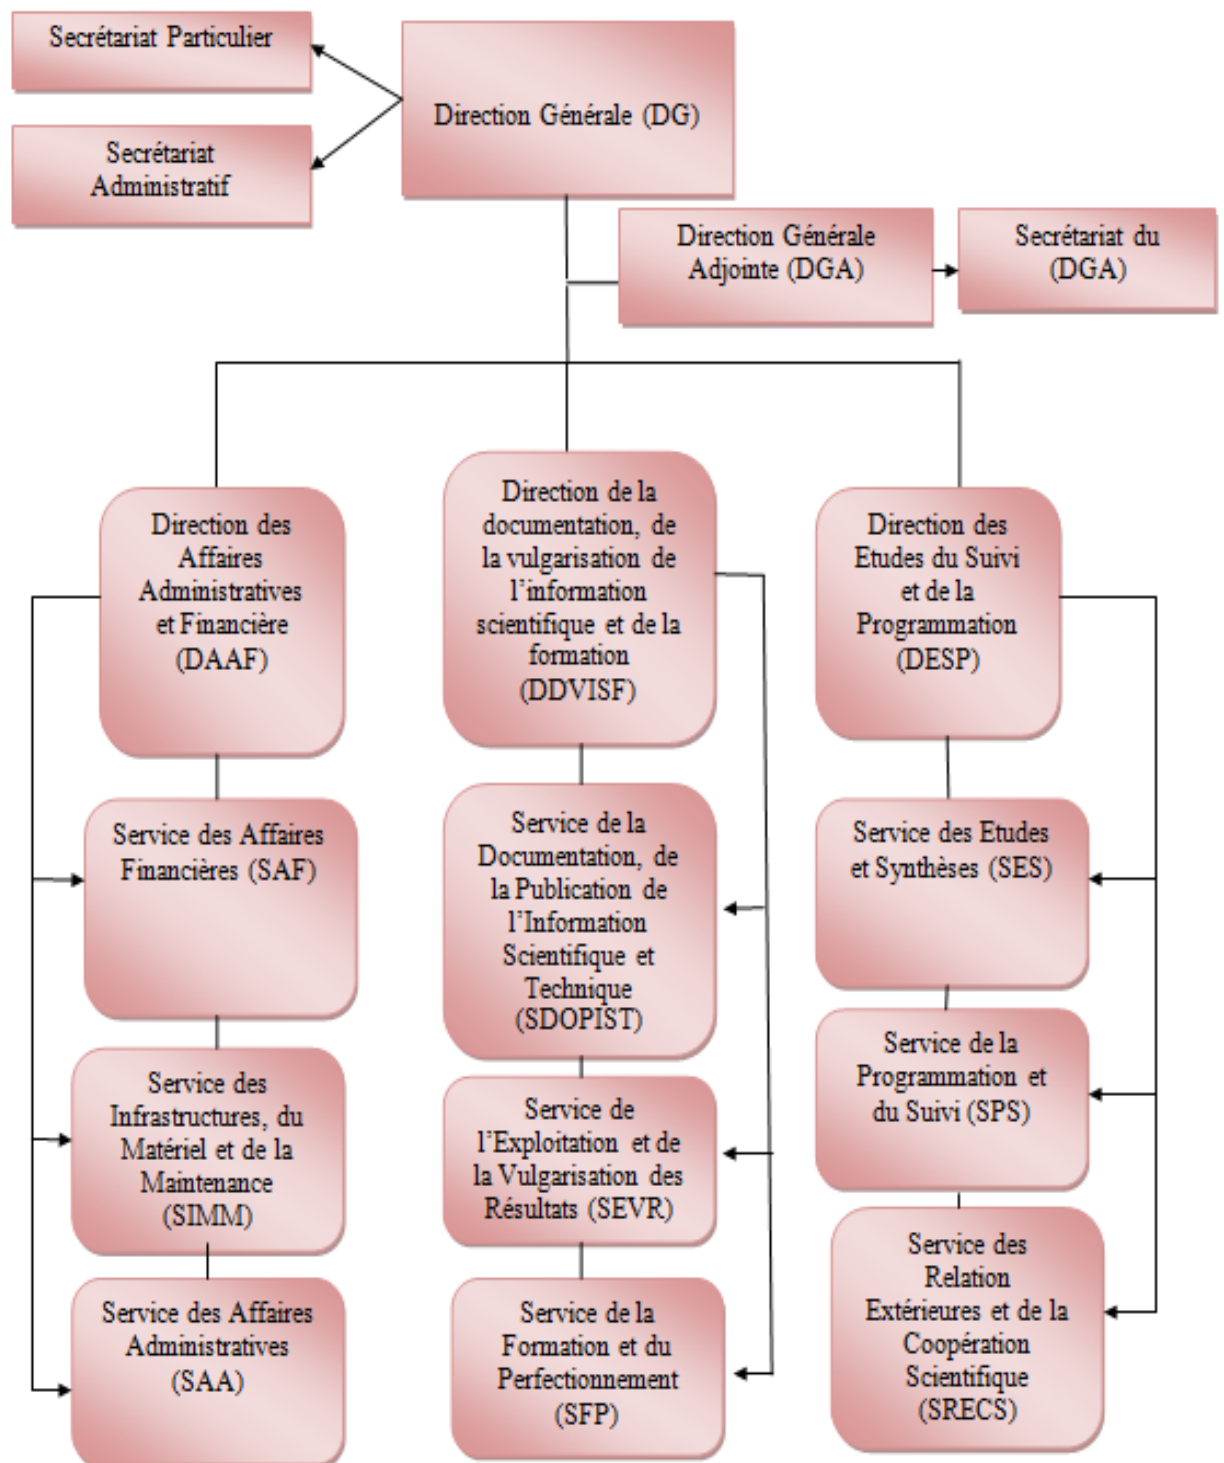 Secrétariat Particulier
Secrétariat
Administratif
Direction Générale (DG)
Direction Générale
Adjointe (DGA)
Secrétariat du
(DGA)
Direction des
Affaires
Administratives
et Financière
(DAAF)
Service des Affaires
Financières (SAF)
Service des
Infrastructures, du
Matériel et de la
Maintenance
(SIMM)
Service des Affaires
Administratives
(SAA)
Direction de la
documentation, de
la vulgarisation de
l’information
scientifique et de la
formation
(DDVISF)
Service de la
Documentation, de
la Publication de
l’Information
Scientifique et
Technique
(SDOPIST)
Service de
l’Exploitation et de
la Vulgarisation des
Résultats (SEVR)
Service de la
Formation et du
Perfectionnement
(SFP)
Direction des
Etudes du Suivi
et de la
Programmation
(DESP)
Service des Etudes
et Synthèses (SES)
Service de la
Programmation et
du Suivi (SPS)
Service des
Relation
Extérieures et de la
Coopération
Scientifique
(SRECS)